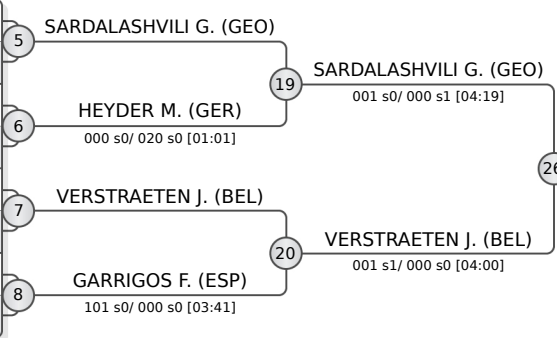 5
SARDALASHVILI G. (GEO)
19
SARDALASHVILI G. (GEO)
001 s0/ 000 s1 [04:19]
6
HEYDER M. (GER)
000 s0/ 020 s0 [01:01]
26
7
VERSTRAETEN J. (BEL)
20
VERSTRAETEN J. (BEL)
001 s1/ 000 s0 [04:00]
8
GARRIGOS F. (ESP)
101 s0/ 000 s0 [03:41]